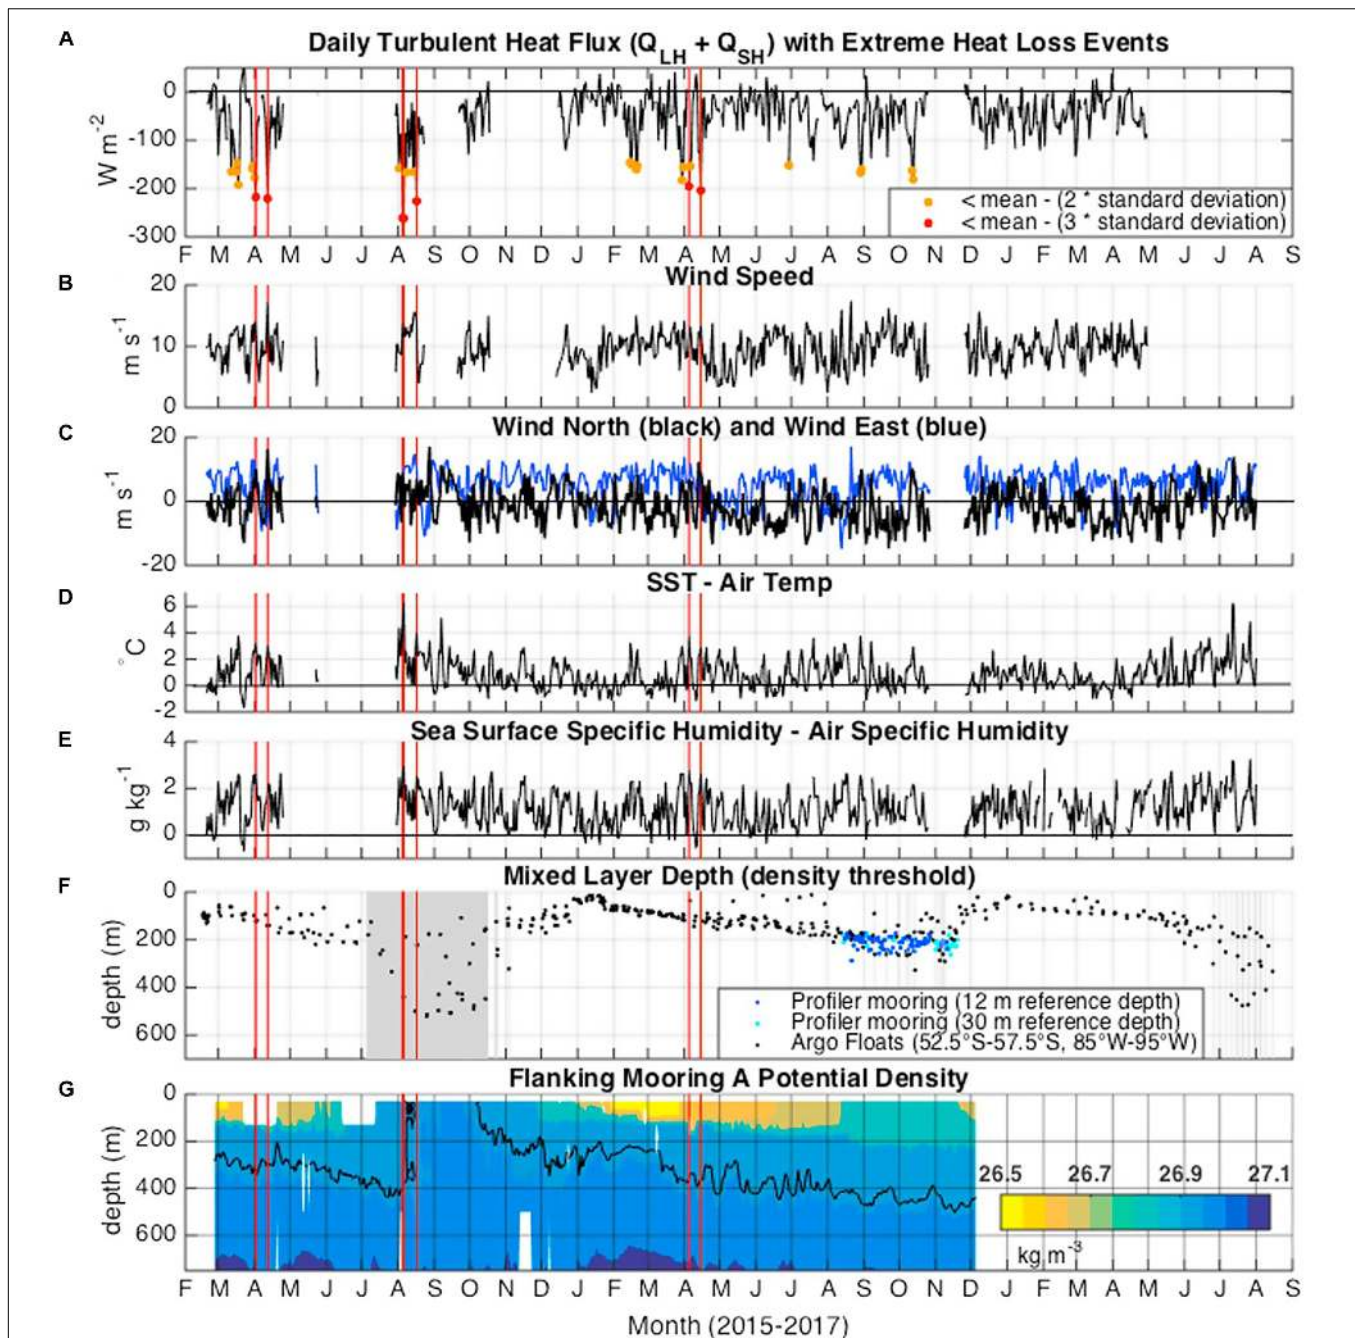 A
Daily Turbulent Heat Flux (QLH + QSH) with Extreme Heat Loss Events
0
-100
-200
-300
W m-2
< mean - (2 * standard deviation)
< mean - (3 * standard deviation)
F M A M J J A S O N D J F M A M J J A S O N D J F M A M J J A S
B
Wind Speed
20
10
0
m s-1
C
Wind North (black) and Wind East (blue)
20
0
-20
m s-1
D
SST - Air Temp
6
4
2
0
-2
°C
E
Sea Surface Specific Humidity - Air Specific Humidity
4
2
0
g kg-1
F
Mixed Layer Depth (density threshold)
0
200
400
600
depth (m)
Profiler mooring (12 m reference depth)
Profiler mooring (30 m reference depth)
Argo Floats (52.5°S-57.5°S, 85°W-95°W)
G
Flanking Mooring A Potential Density
0
200
400
600
depth (m)
26.5 26.7 26.9 27.1
kg m-3
F M A M J J A S O N D J F M A M J J A S O N D J F M A M J J A S
Month (2015-2017)